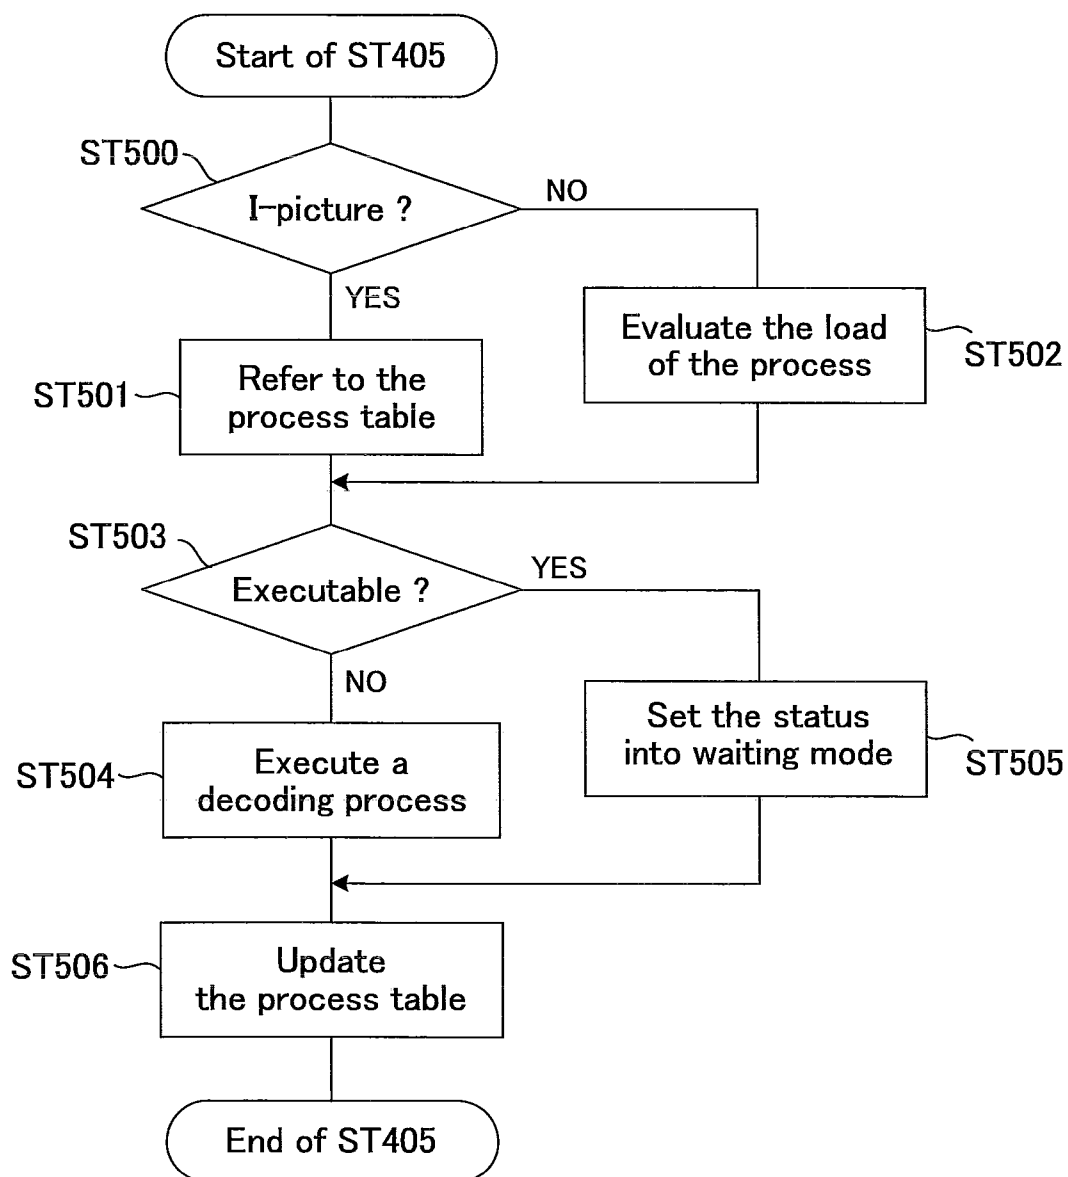 Start of ST405
ST500
I-picture ?
NO
YES
Evaluate the load
of the process
ST502
ST501
Refer to the
process table
ST503
Executable ?
YES
NO
Set the status
into waiting mode
ST505
ST504
Execute a
decoding process
ST506
Update
the process table
End of ST405